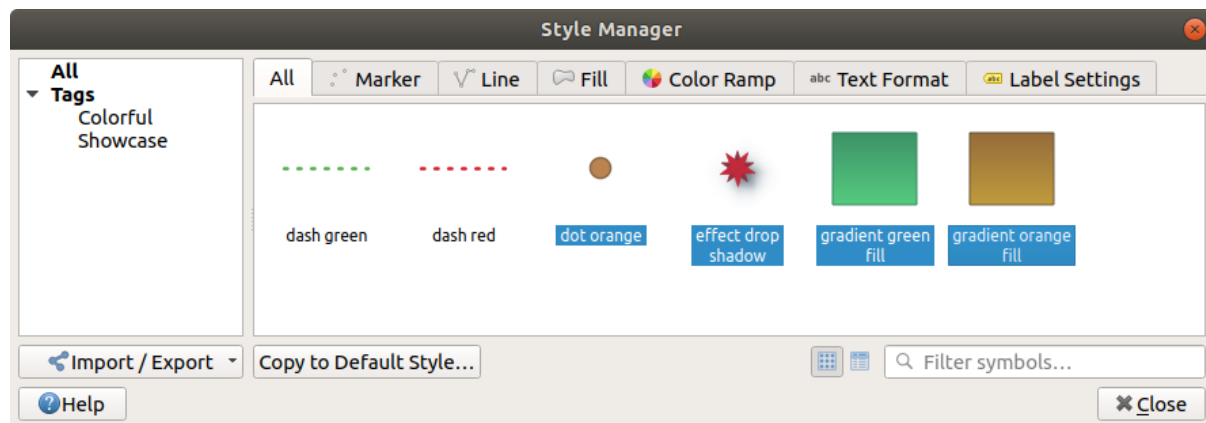 Style Manager
All
Tags
Colorful
Showcase
All
Marker
Line
Fill
Color Ramp
abc Text Format
abc Label Settings
dash green
dash red
dot orange
effect drop
shadow
gradient green
fill
gradient orange
fill
Import / Export
Copy to Default Style...
Filter symbols...
?Help
Close